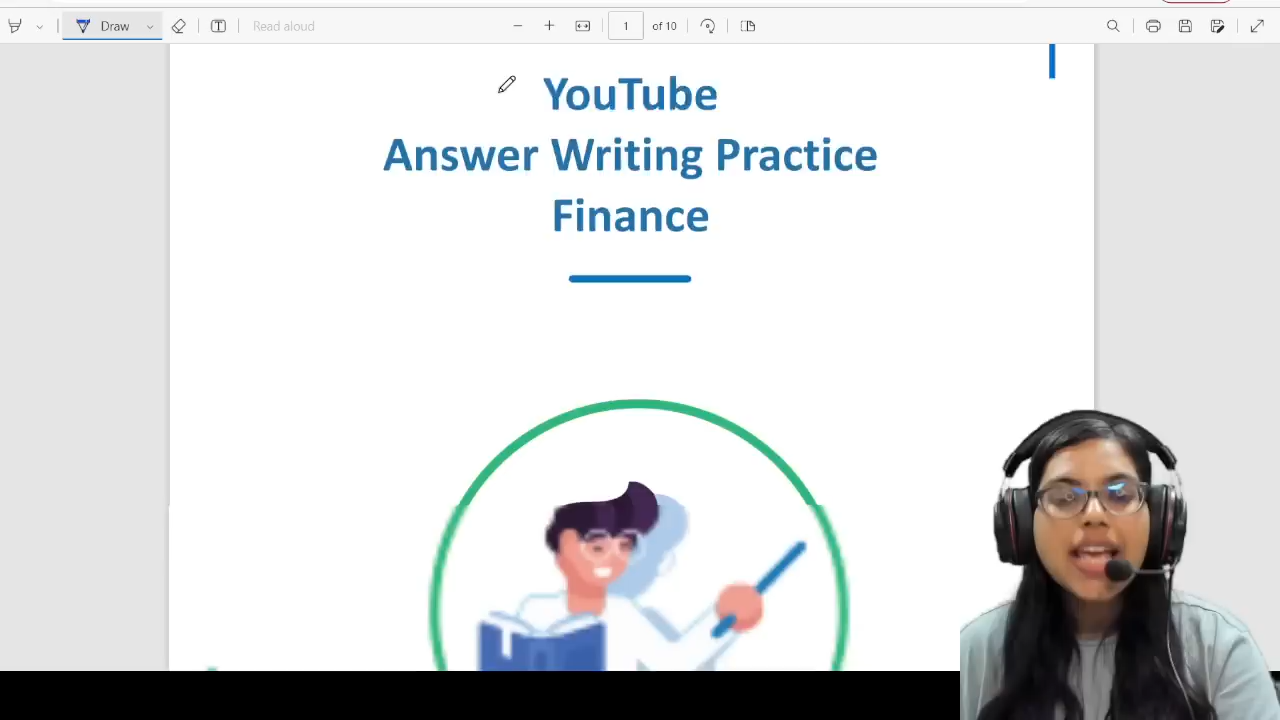 Draw
Read aloud
1
of 10
YouTube
Answer Writing Practice
Finance